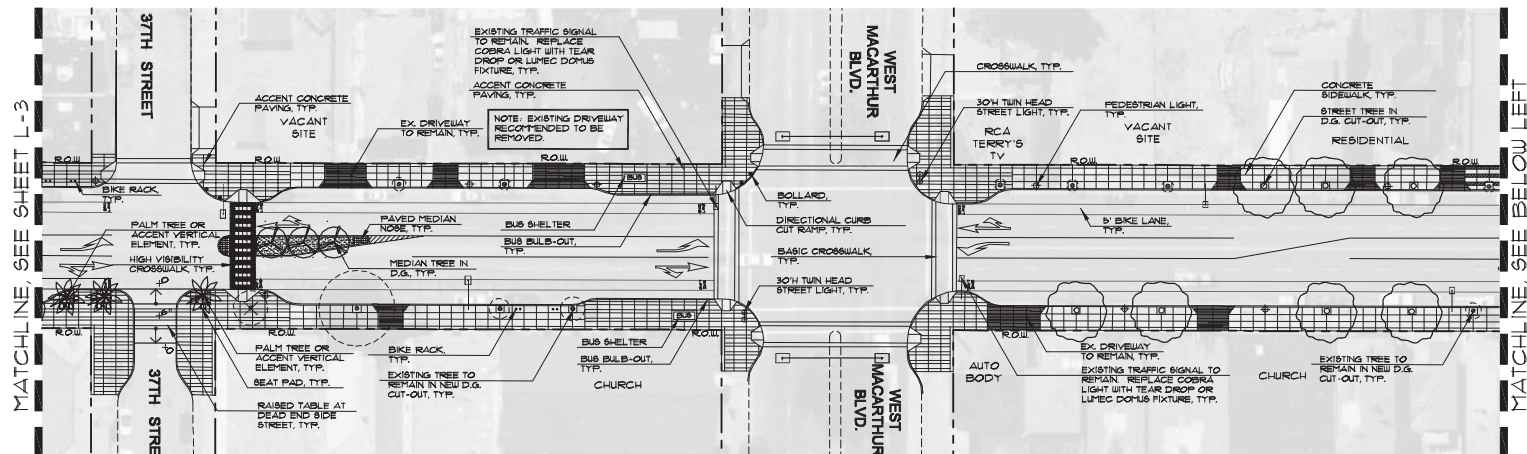 MATCHLINE, SEE SHEET L-3
37TH STREET
ACCENT CONCRETE
PAVING, TYP.
VACANT
SITE
EX. DRIVEWAY
TO REMAIN, TYP.
EXISTING TRAFFIC SIGNAL
TO REMAIN. REPLACE
COBRA LIGHT WITH TEAR
DROP OR LUMEC DOMUS
FIXTURE, TYP.
ACCENT CONCRETE
PAVING, TYP.
NOTE: EXISTING DRIVEWAY
RECOMMENDED TO BE
REMOVED.
WEST
MACARTHUR
BLVD.
CROSSWALK, TYP.
30'H TWIN HEAD
STREET LIGHT, TYP.
RCA
TERRY'S
TV
PEDESTRIAN LIGHT,
TYP.
VACANT
SITE
CONCRETE
SIDEWALK, TYP.
STREET TREE IN
D.G. CUT-OUT, TYP.
RESIDENTIAL
R.O.W.
R.O.W.
R.O.W.
R.O.W.
R.O.W.
BIKE RACK,
TYP.
BUS
PALM TREE OR
ACCENT VERTICAL
ELEMENT, TYP.
HIGH VISIBILITY
CROSSWALK, TYP.
PAVED MEDIAN
NOSE, TYP.
MEDIAN TREE IN
D.G., TYP.
BUS SHELTER
BUS BULB-OUT,
TYP.
BOLLARD,
TYP.
DIRECTIONAL CURB
CUT RAMP, TYP.
BASIC CROSSWALK,
TYP.
30'H TWIN HEAD
STREET LIGHT, TYP.
5' BIKE LANE,
TYP.
R.O.W.
R.O.W.
BUS
R.O.W.
R.O.W.
PALM TREE OR
ACCENT VERTICAL
ELEMENT, TYP.
SEAT PAD, TYP.
RAISED TABLE AT
DEAD END SIDE
STREET, TYP.
37TH STRE
BIKE RACK,
TYP.
EXISTING TREE TO
REMAIN IN NEW D.G.
CUT-OUT, TYP.
BUS SHELTER
BUS BULB-OUT,
TYP.
CHURCH
WEST
MACARTHUR
BLVD.
AUTO
BODY
EX. DRIVEWAY
TO REMAIN, TYP.
EXISTING TRAFFIC SIGNAL TO
REMAIN. REPLACE COBRA
LIGHT WITH TEAR DROP OR
LUMEC DOMUS FIXTURE, TYP.
CHURCH
EXISTING TREE TO
REMAIN IN NEW D.G.
CUT-OUT, TYP.
MATCHLINE, SEE BELOW LEFT